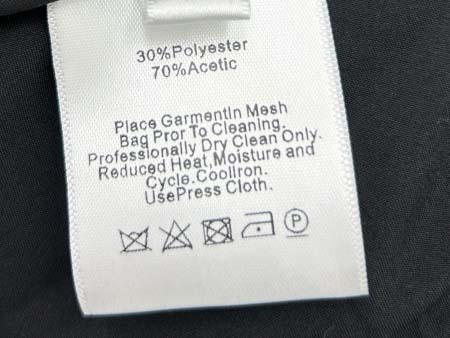 30%Polyester
70%Acetic
Place GarmentIn Mesh
Bag Pror To Cleaning.
Professionally Dry Clean Only.
Reduced Heat,Moisture and
Cycle.CoolIron.
UsePress Cloth.
P